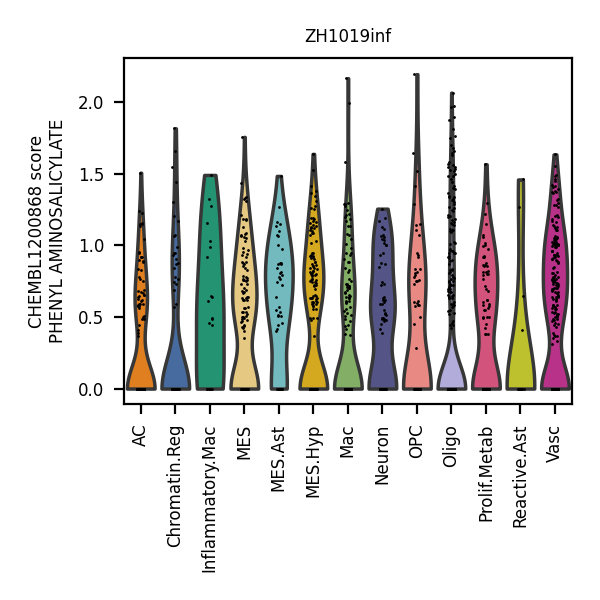 ZH1019inf
CHEMBL1200868 score
PHENYL AMINOSALICYLATE
2.0
1.5
1.0
0.5
0.0
AC
Chromatin.Reg
Inflammatory.Mac
MES
MES.Ast
MES.Hyp
Mac
Neuron
OPC
Oligo
Prolif.Metab
Reactive.Ast
Vasc